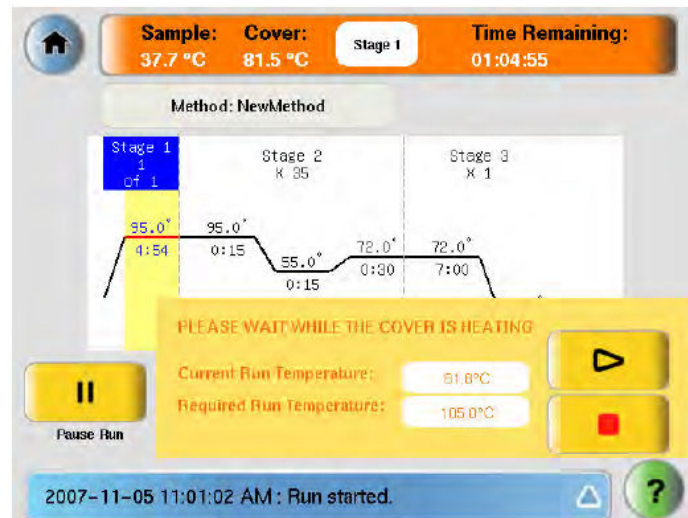 Sample: Cover: Stage 1 Time Remaining:
37.7 °C 81.5 °C 01:04:55
Method: NewMethod
Stage 1 Stage 2 Stage 3
1 X 35 X 1
Of 1
95.0° 95.0° 55.0° 72.0° 72.0°
4:54 0:15 0:15 0:30 7:00
PLEASE WAIT WHILE THE COVER IS HEATING
Current Run Temperature: 81.8°C
Required Run Temperature: 105.0°C
Pause Run
2007-11-05 11:01:02 AM : Run started.
?